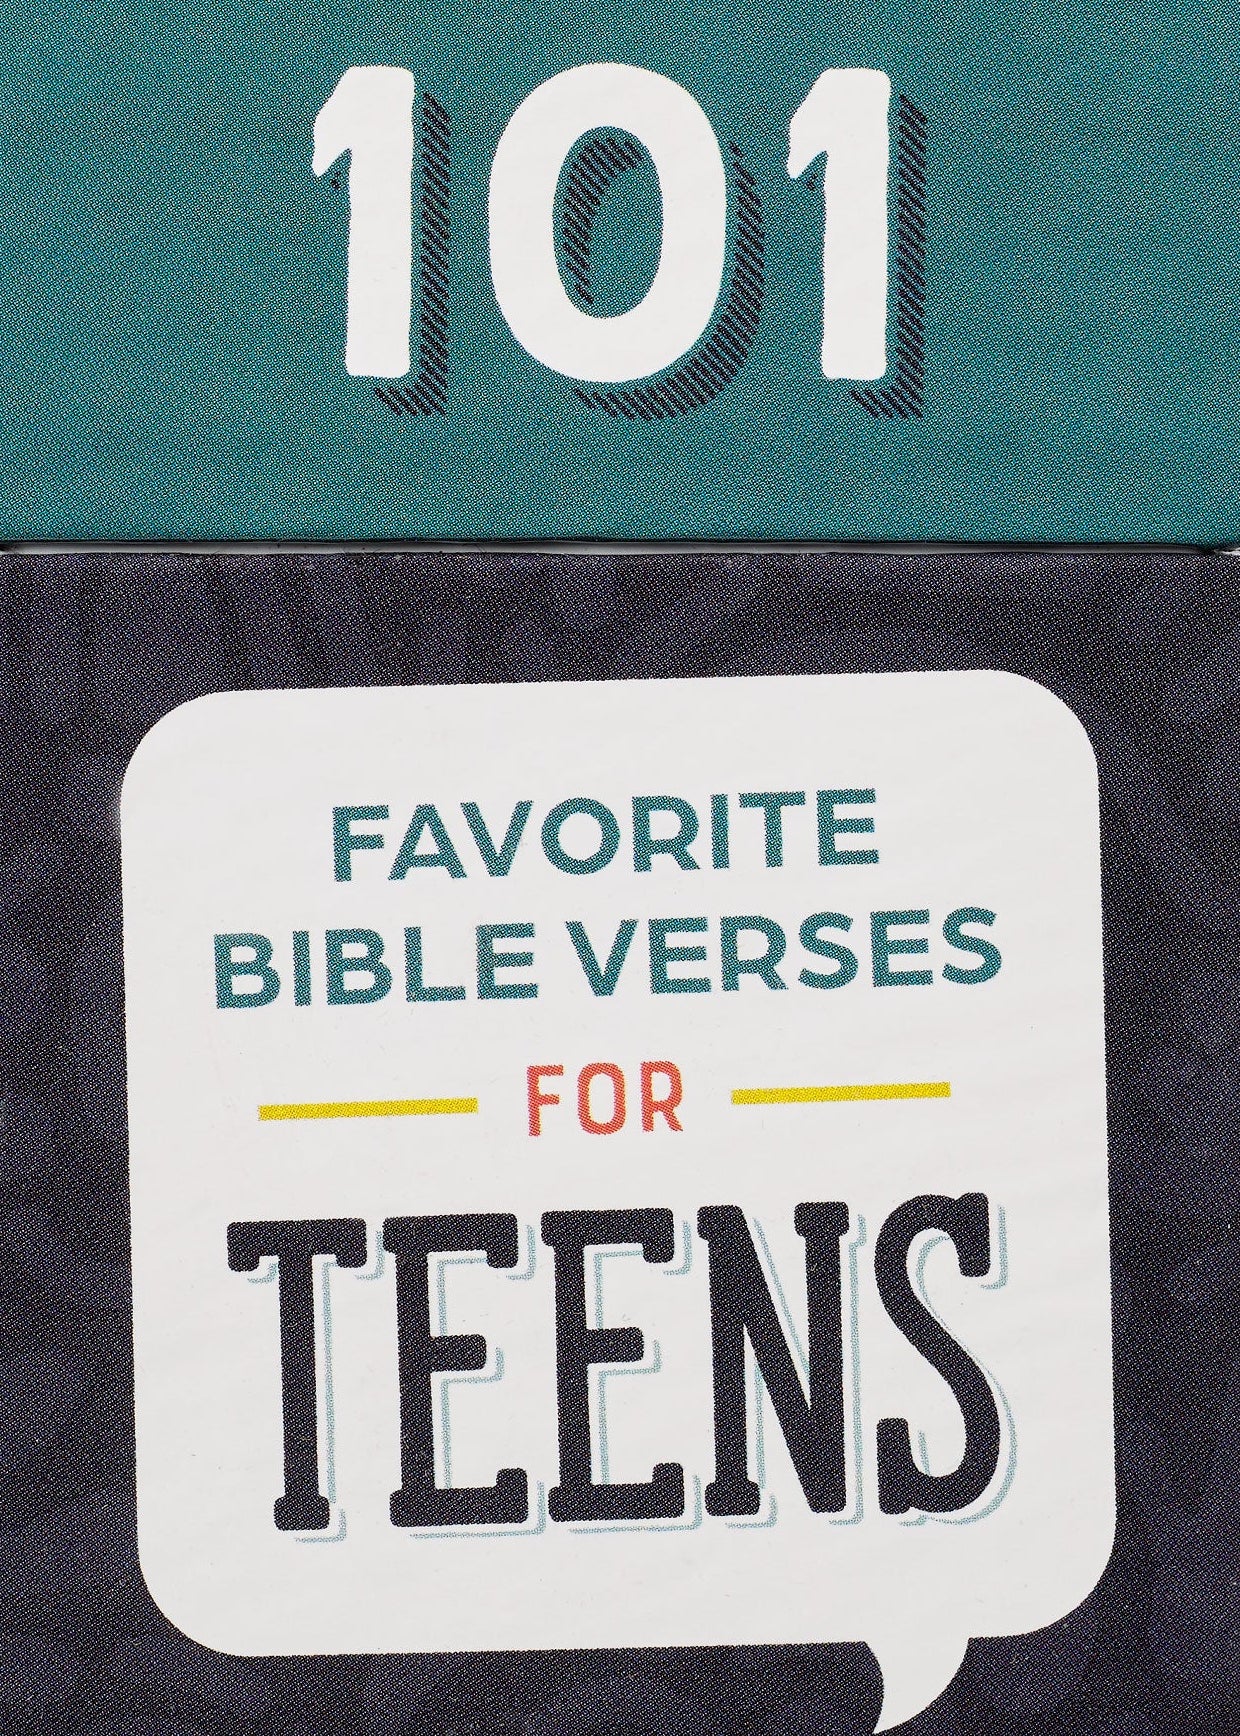 101
FAVORITE
BIBLE VERSES
FOR
TEENS